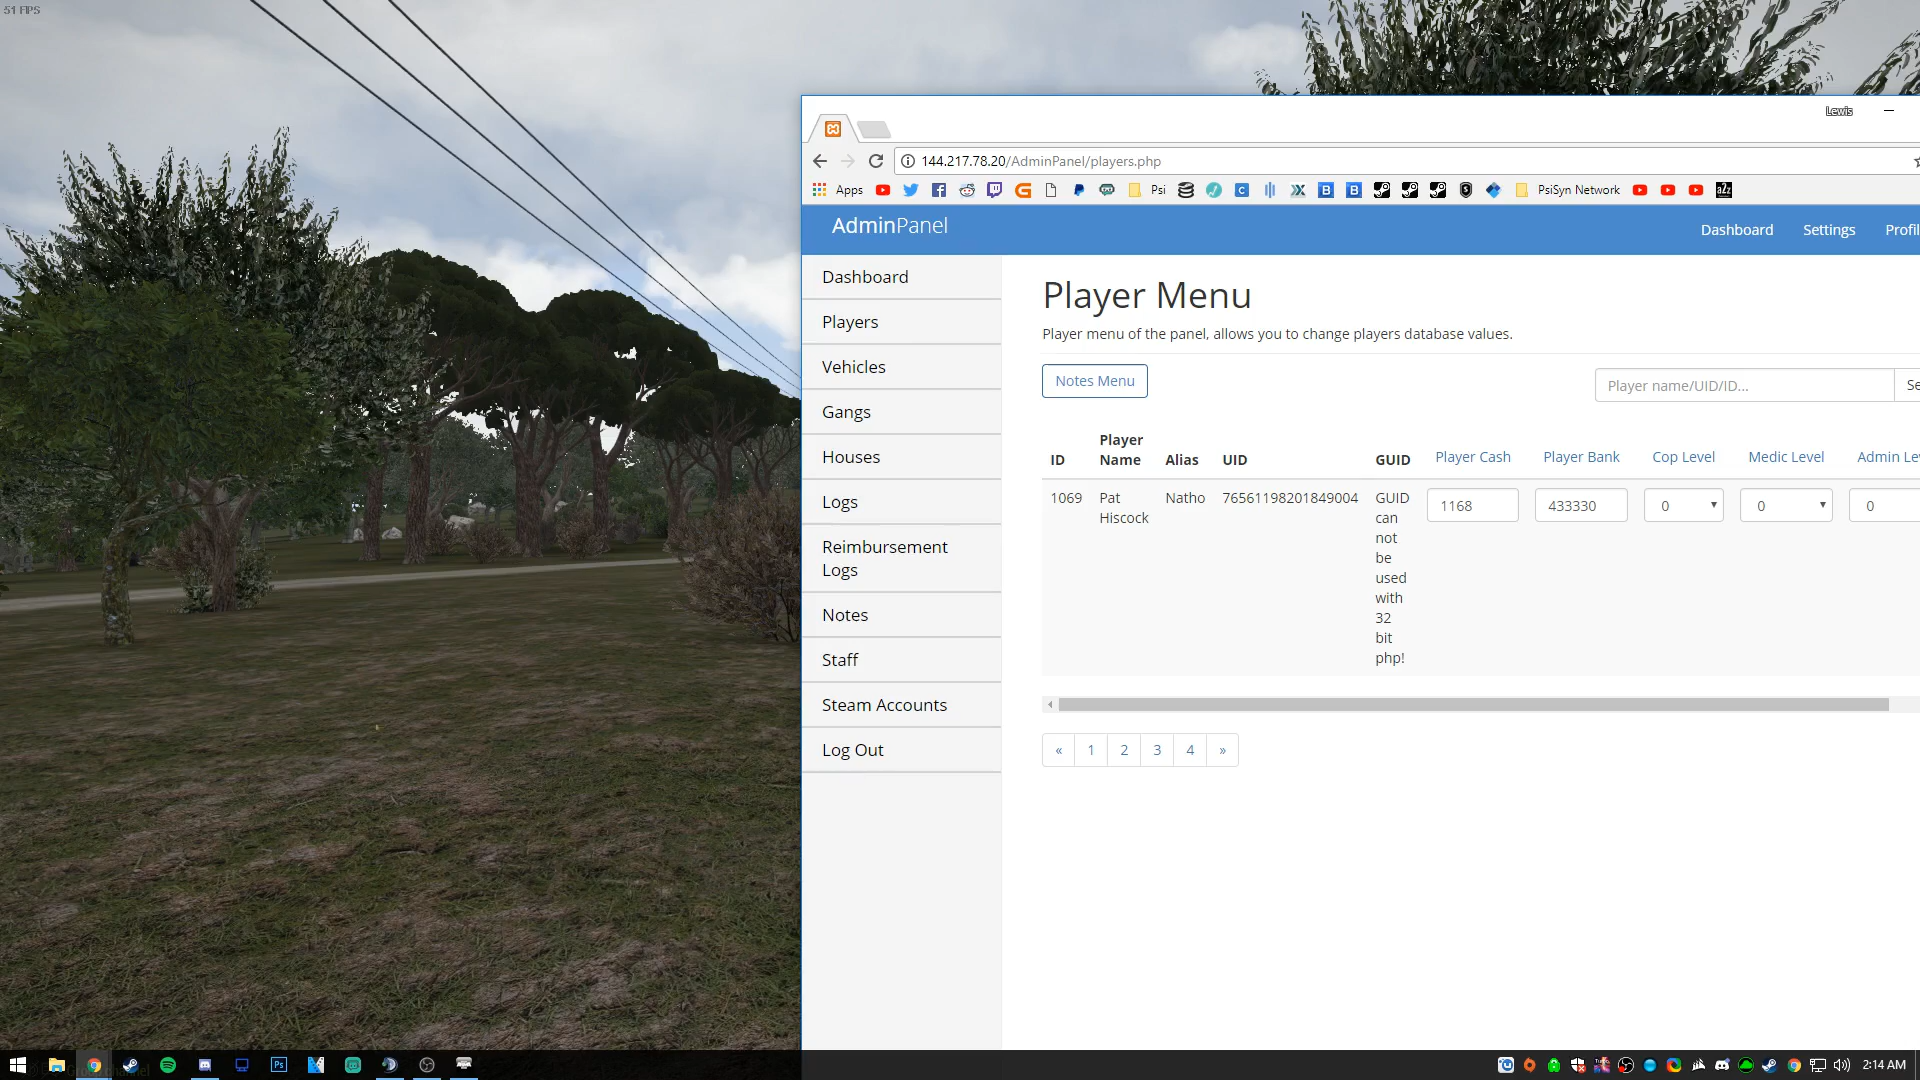 51 FPS
Lewis
144.217.78.20/AdminPanel/players.php
Apps
Psi
PsiSyn Network
a2z
AdminPanel
Dashboard
Settings
Profil
Dashboard
Players
Vehicles
Gangs
Houses
Logs
Reimbursement
Logs
Notes
Staff
Steam Accounts
Log Out
Player Menu
Player menu of the panel, allows you to change players database values.
Notes Menu
Player name/UID/ID...
Se
ID
Player
Name
Alias
UID
GUID
Player Cash
Player Bank
Cop Level
Medic Level
Admin Lev
1069
Pat
Hiscock
Natho
76561198201849004
GUID
can
not
be
used
with
32
bit
php!
1168
433330
0
0
0
« 1 2 3 4 »
Ps
channel
2:14 AM